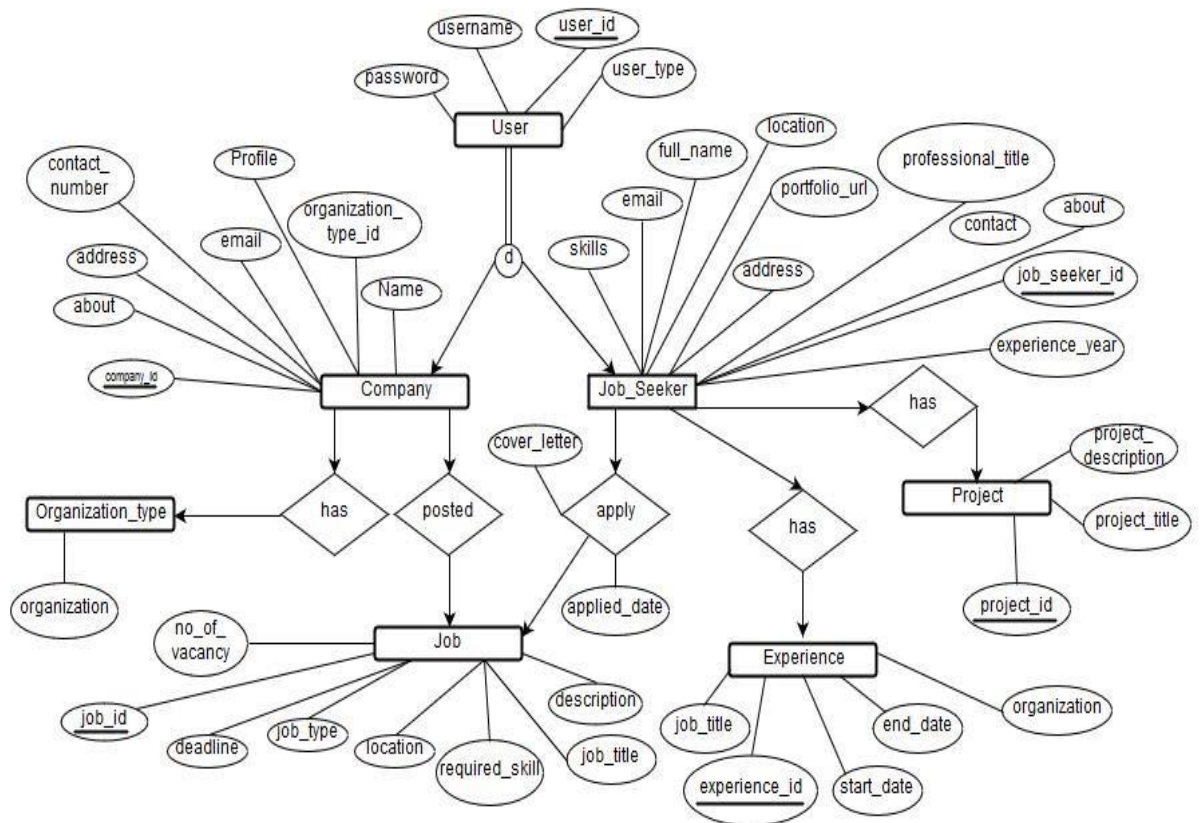 username
user_id
password
user_type
User
contact_
number
Profile
organization_
type_id
email
address
about
Name
company_id
Company
d
skills
email
full_name
location
portfolio_url
address
professional_title
contact
about
job_seeker_id
experience_year
Job_Seeker
has
project_
description
Project
project_title
project_id
Organization_type
has
posted
cover_letter
apply
applied_date
has
organization
no_of_
vacancy
Job
job_id
deadline
job_type
location
required_skill
job_title
description
Experience
job_title
experience_id
start_date
end_date
organization